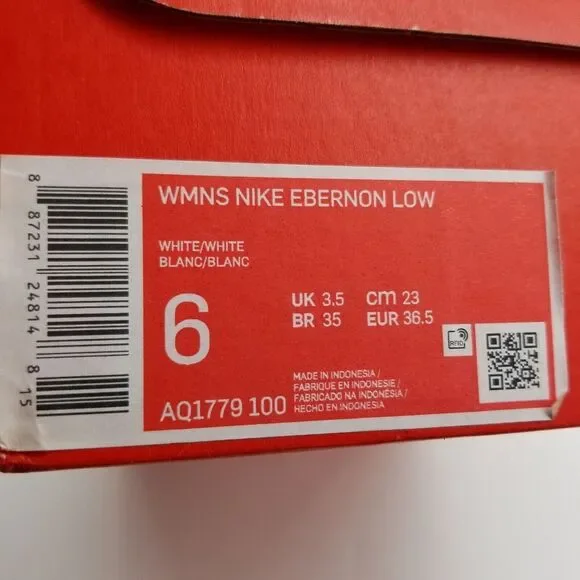 WMNS NIKE EBERNON LOW
WHITE/WHITE
BLANC/BLANC
6
UK 3.5 CM 23
BR 35 EUR 36.5
RFID
AQ1779 100
MADE IN INDONESIA /
FABRIQUE EN INDONESIE /
FABRICADO NA INDONÉSIA /
HECHO EN INDONESIA
8 87231 24814 8 15